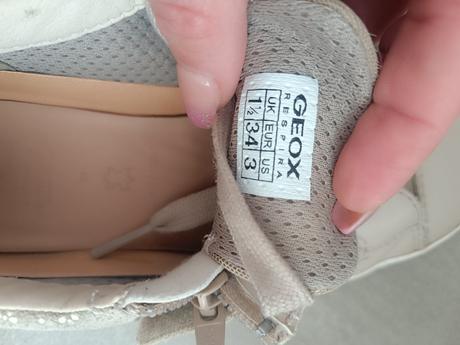 GEOX
RESPIRA
UK EUR US
1½ 34 3